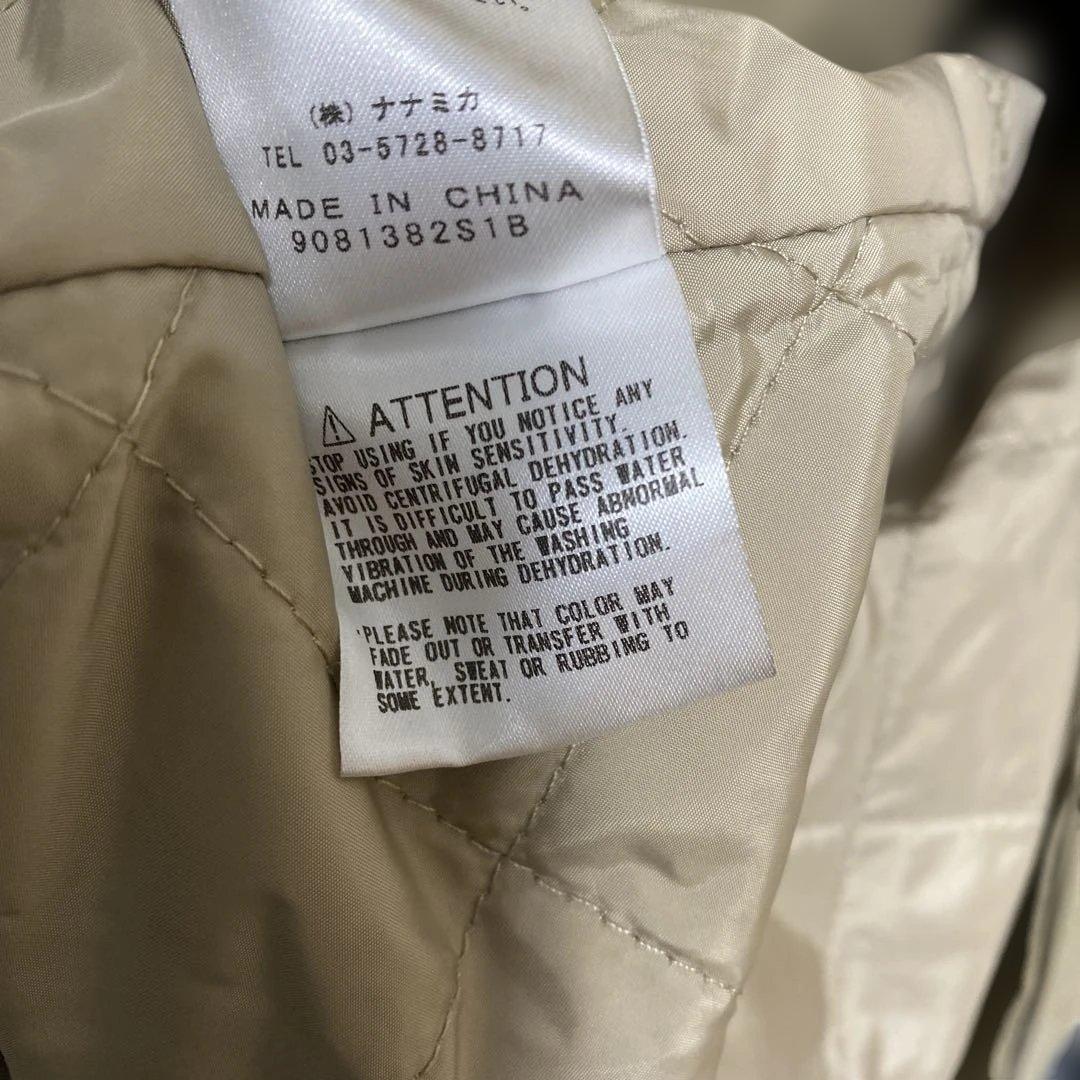 (株) ナナミカ
TEL 03-5728-8717
MADE IN CHINA
9081382S1B
⚠ ATTENTION
STOP USING IF YOU NOTICE ANY
SIGNS OF SKIN SENSITIVITY.
AVOID CENTRIFUGAL DEHYDRATION.
IT IS DIFFICULT TO PASS WATER
THROUGH AND MAY CAUSE ABNORMAL
VIBRATION OF THE WASHING
MACHINE DURING DEHYDRATION.
PLEASE NOTE THAT COLOR MAY
FADE OUT OR TRANSFER WITH
WATER, SWEAT OR RUBBING TO
SOME EXTENT.